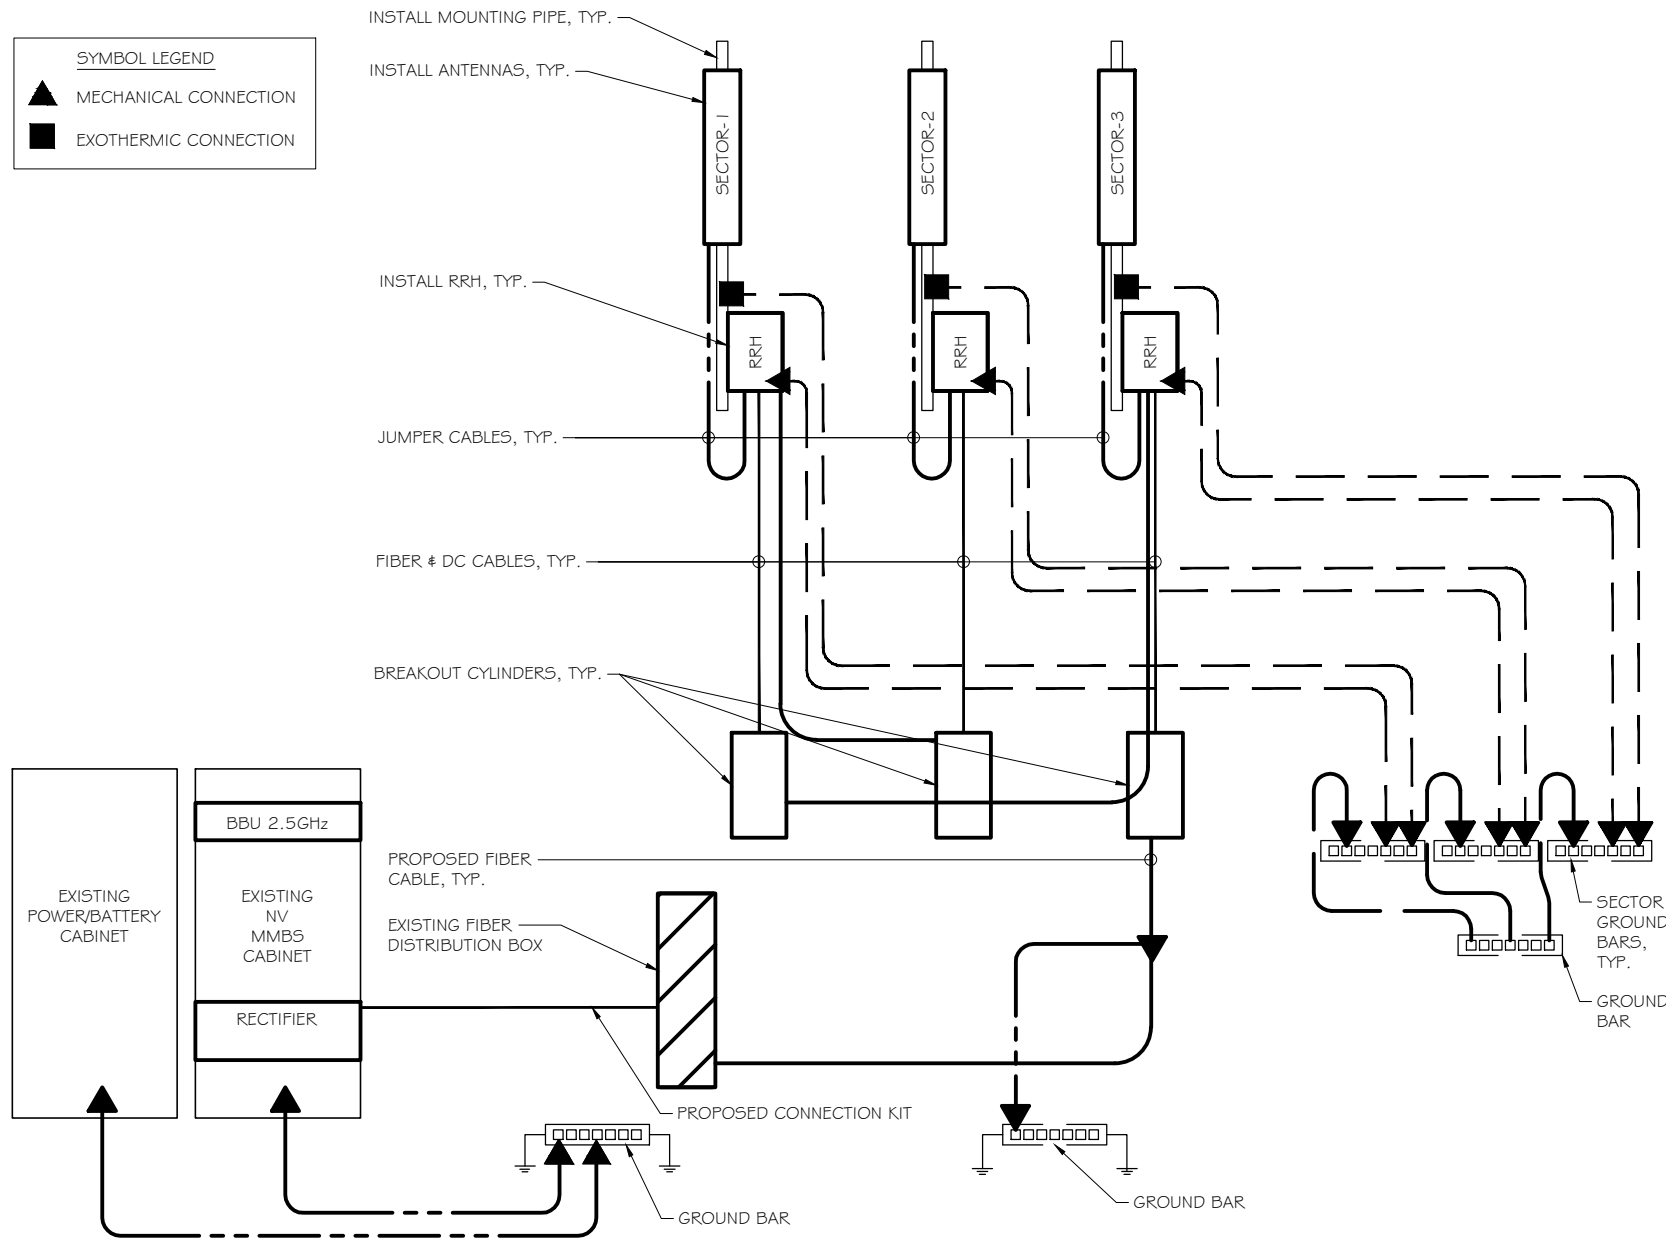 INSTALL MOUNTING PIPE, TYP.
SYMBOL LEGEND
MECHANICAL CONNECTION
EXOTHERMIC CONNECTION
INSTALL ANTENNAS, TYP.
SECTOR-1
SECTOR-2
SECTOR-3
INSTALL RRH, TYP.
RRH
RRH
RRH
JUMPER CABLES, TYP.
FIBER & DC CABLES, TYP.
BREAKOUT CYLINDERS, TYP.
BBU 2.5GHz
PROPOSED FIBER
CABLE, TYP.
EXISTING
POWER/BATTERY
CABINET
EXISTING
NV
MMBS
CABINET
EXISTING FIBER
DISTRIBUTION BOX
SECTOR
GROUND
BARS,
TYP.
GROUND
BAR
RECTIFIER
PROPOSED CONNECTION KIT
GROUND BAR
GROUND BAR